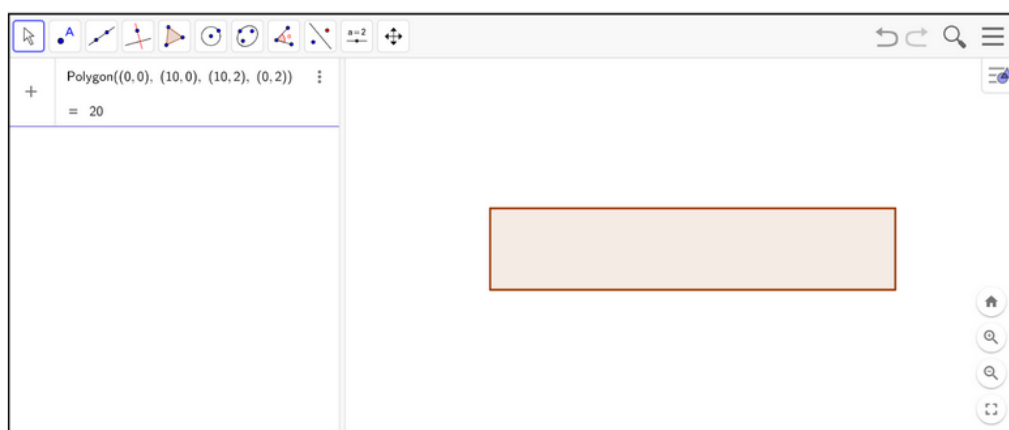 A
a=2
Polygon((0,0), (10,0), (10,2), (0,2))
= 20